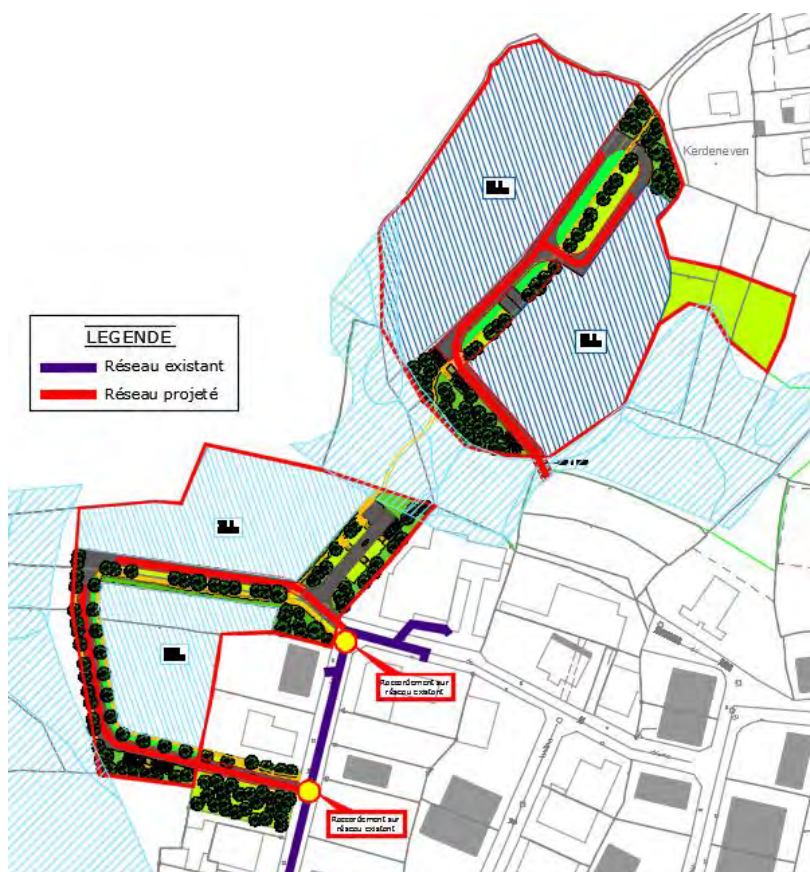 Kerdeneven
LEGENDE
Réseau existant
Réseau projeté
Raccordement sur
réseau existant
Raccordement sur
réseau existant